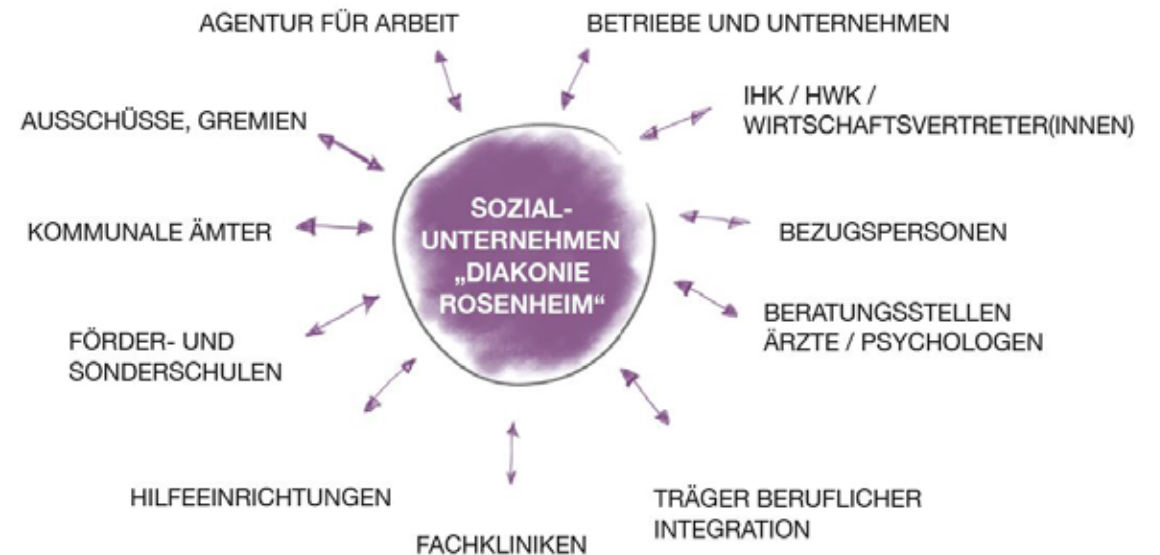 AGENTUR FÜR ARBEIT
BETRIEBE UND UNTERNEHMEN
IHK / HWK /
WIRTSCHAFTSVERTRETER(INNEN)
AUSSCHÜSSE, GREMIEN
SOZIAL-
UNTERNEHMEN
„DIAKONIE
ROSENHEIM“
KOMMUNALE ÄMTER
BEZUGSPERSONEN
BERATUNGSSTELLEN
ÄRZTE / PSYCHOLOGEN
FÖRDER- UND
SONDERSCHULEN
HILFEEINRICHTUNGEN
TRÄGER BERUFLICHER
INTEGRATION
FACHKLINIKEN